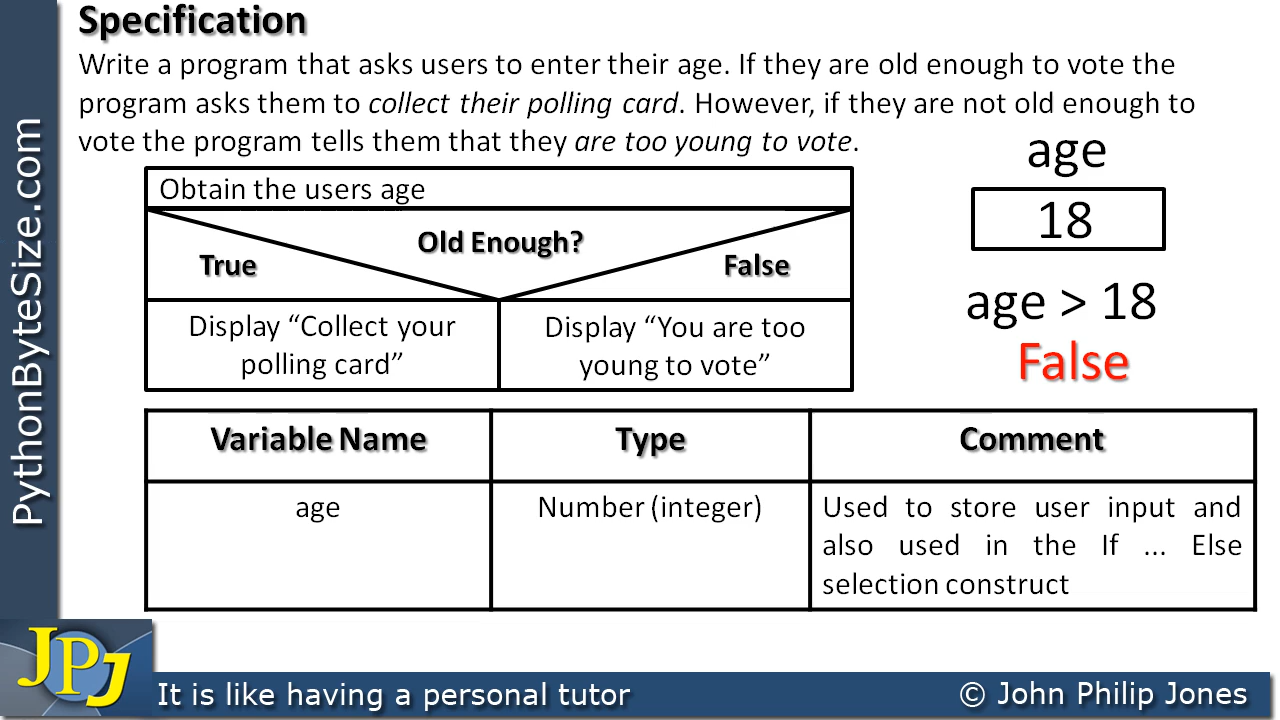 Specification
Write a program that asks users to enter their age. If they are old enough to vote the
program asks them to collect their polling card. However, if they are not old enough to
vote the program tells them that they are too young to vote.
age
18
age > 18
False
Obtain the users age
Old Enough?
True
False
Display “Collect your
polling card”
Display “You are too
young to vote”
Variable Name
Type
Comment
age
Number (integer)
Used to store user input and
also used in the If ... Else
selection construct
PythonByteSize.com
JPJ
It is like having a personal tutor
© John Philip Jones